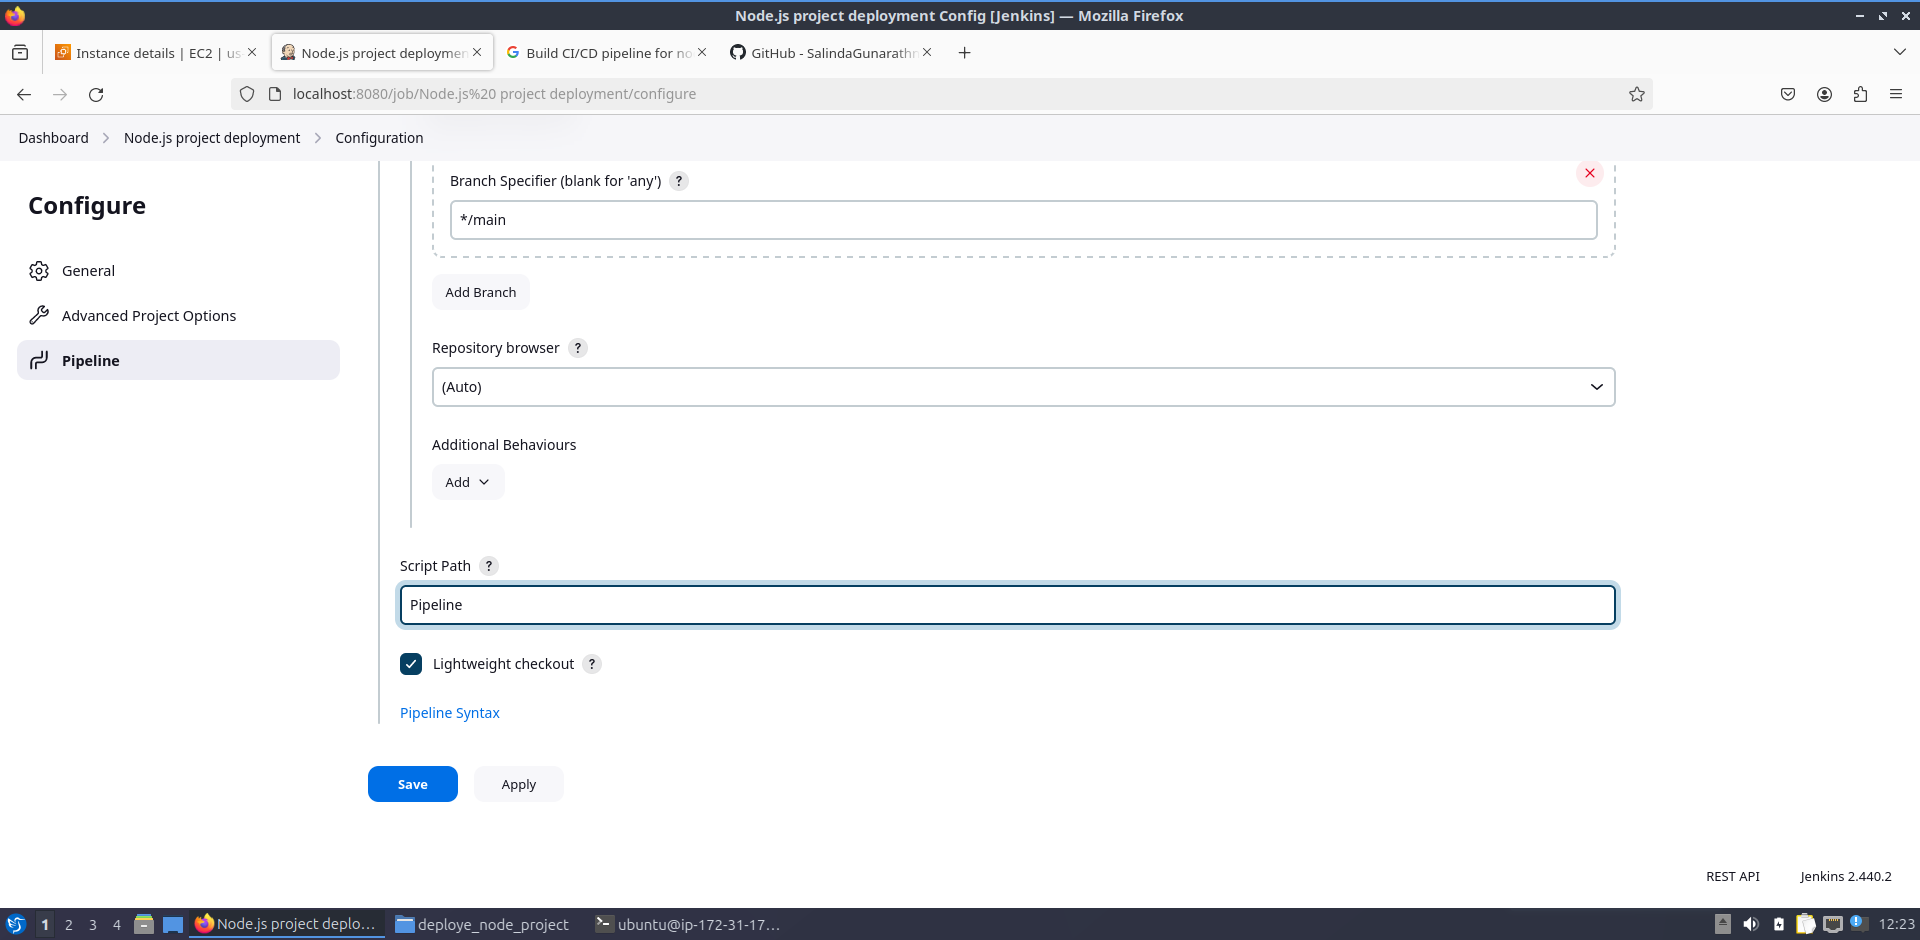 Node.js project deployment Config [Jenkins] — Mozilla Firefox
Instance details | EC2 | us
Node.js project deploymen
Build CI/CD pipeline for no
GitHub - SalindaGunarathn
localhost:8080/job/Node.js%20 project deployment/configure
Dashboard
Node.js project deployment
Configuration
Configure
General
Advanced Project Options
Pipeline
Branch Specifier (blank for 'any') ?
*/main
Add Branch
Repository browser ?
(Auto)
Additional Behaviours
Add
Script Path ?
Pipeline
Lightweight checkout ?
Pipeline Syntax
Save
Apply
REST API
Jenkins 2.440.2
1 2 3 4
Node.js project deplo...
deploye_node_project
ubuntu@ip-172-31-17...
12:23